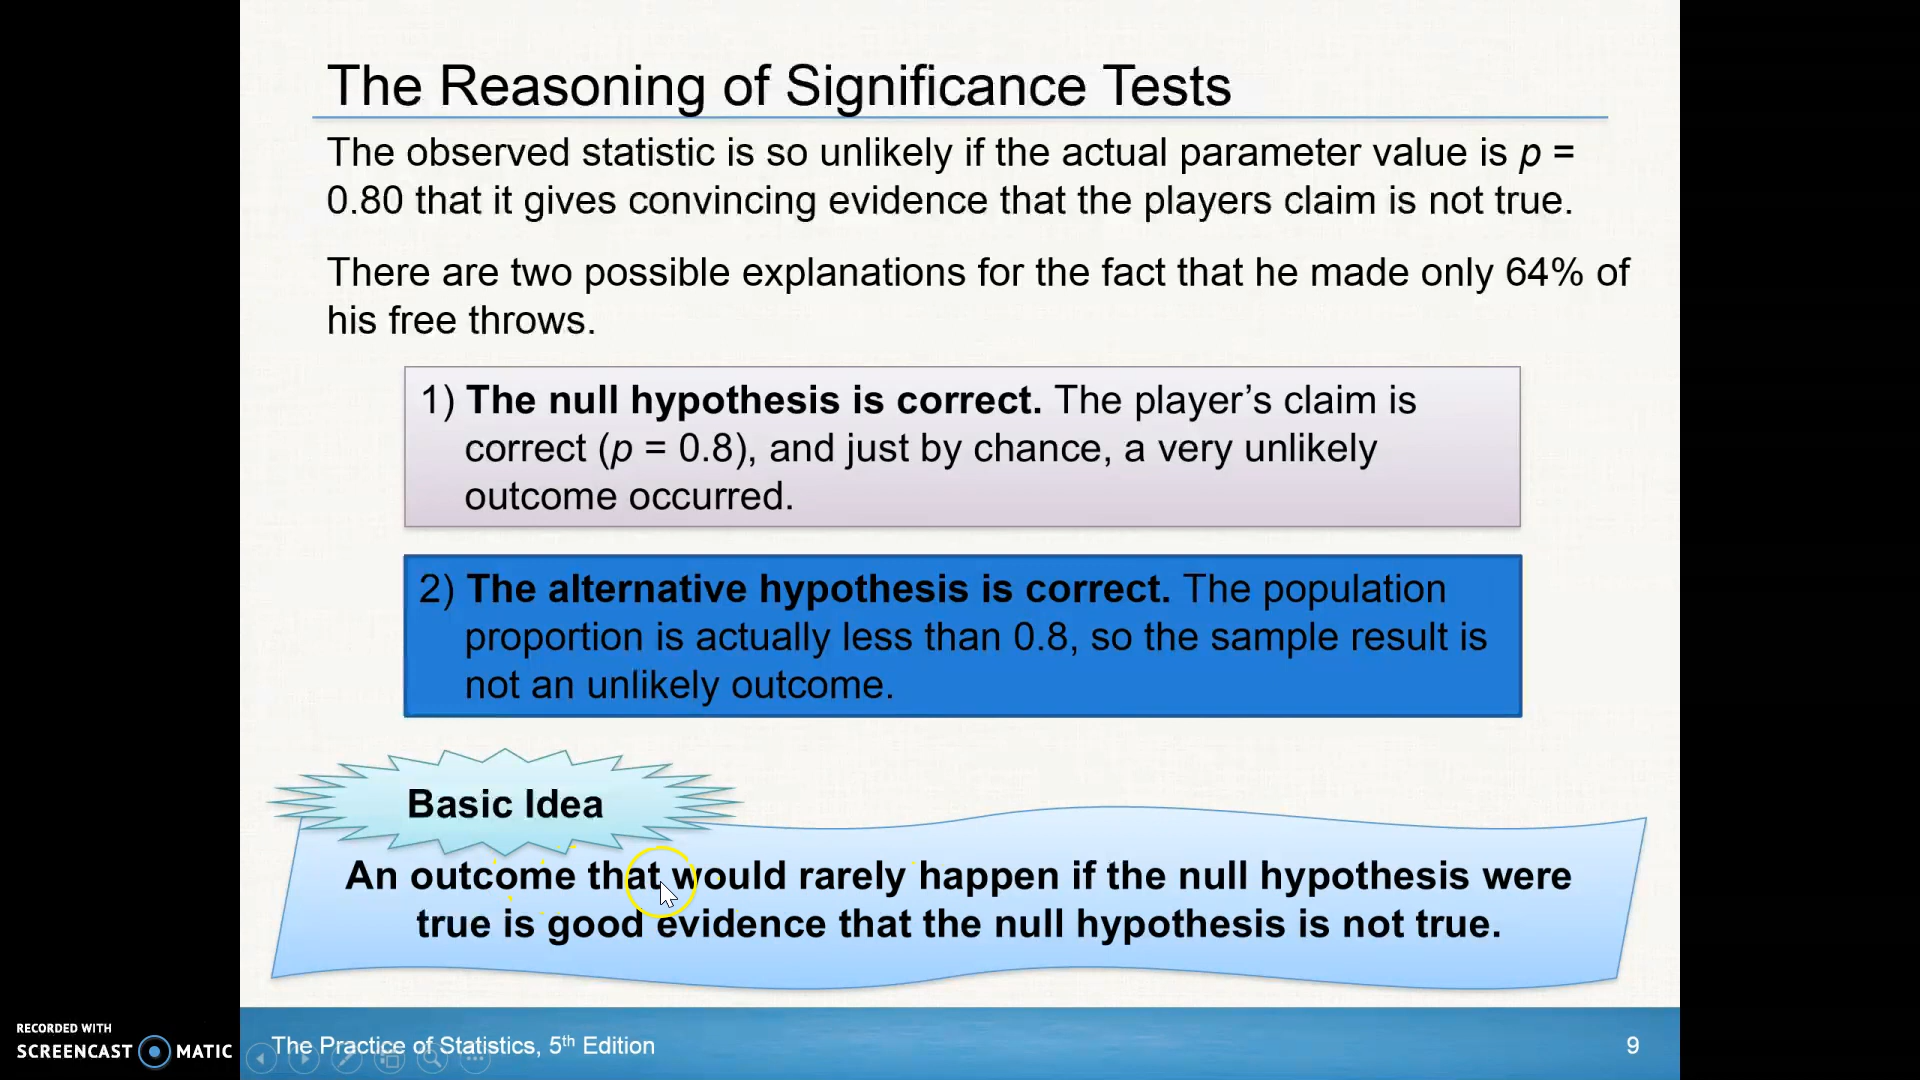 The Reasoning of Significance Tests
The observed statistic is so unlikely if the actual parameter value is p =
0.80 that it gives convincing evidence that the players claim is not true.
There are two possible explanations for the fact that he made only 64% of
his free throws.
1) The null hypothesis is correct. The player’s claim is
correct (p = 0.8), and just by chance, a very unlikely
outcome occurred.
2) The alternative hypothesis is correct. The population
proportion is actually less than 0.8, so the sample result is
not an unlikely outcome.
Basic Idea
An outcome that would rarely happen if the null hypothesis were
true is good evidence that the null hypothesis is not true.
RECORDED WITH
SCREENCAST MATIC
The Practice of Statistics, 5th Edition
9